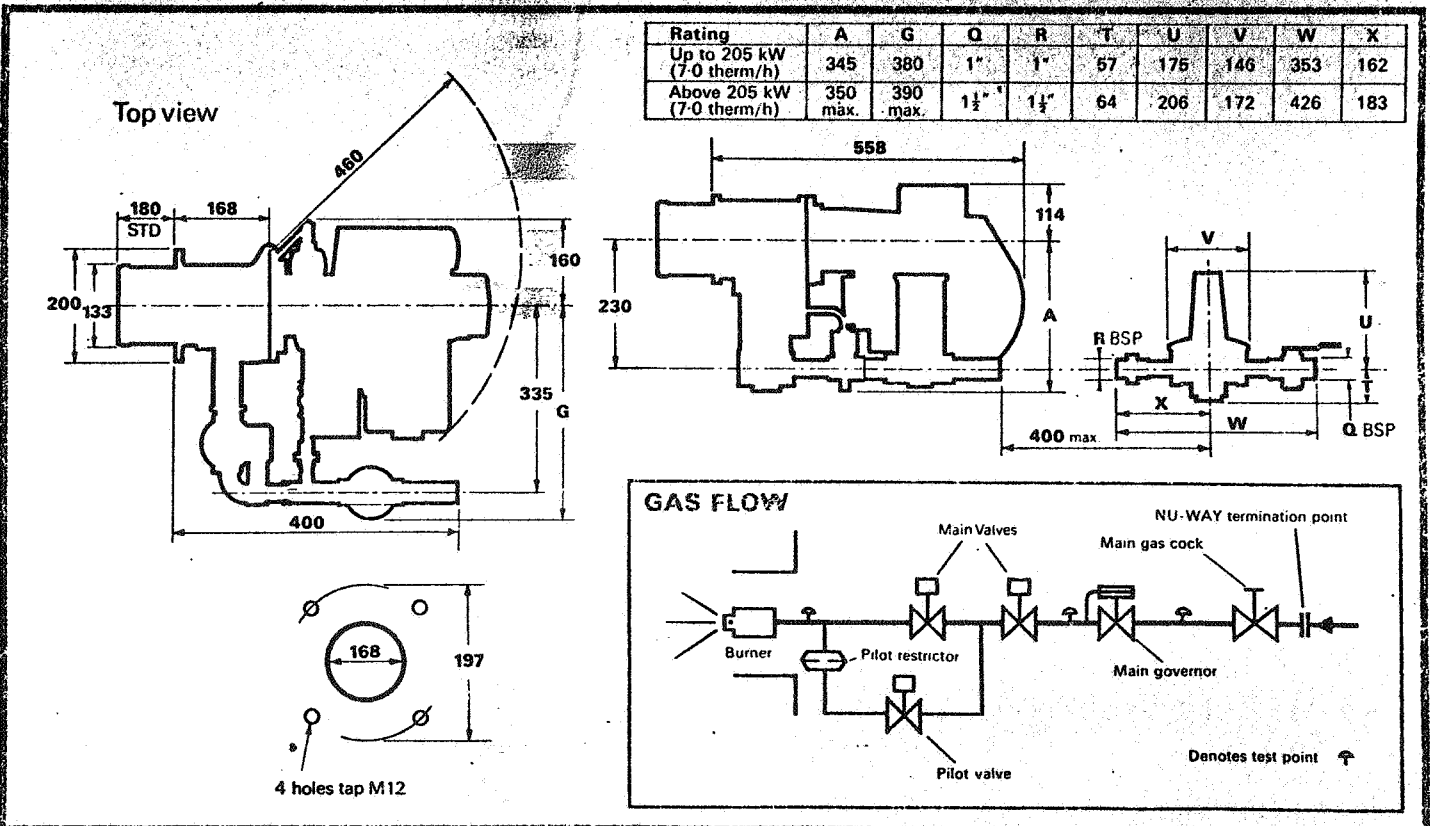 Rating A G Q R T U V W X
Up to 205 kW (7·0 therm/h) 345 380 1" 1" 57 175 146 353 162
Above 205 kW (7·0 therm/h) 350 max. 390 max. 1½" 1½" 64 206 172 426 183
Top view
460
180 STD
168
160
200
133
335
G
400
558
114
230
A
V
U
R BSP
T
X
W
Q BSP
400 max
168
197
4 holes tap M12
GAS FLOW
NU-WAY termination point
Main Valves
Main gas cock
Burner
Pilot restrictor
Main governor
Pilot valve
Denotes test point